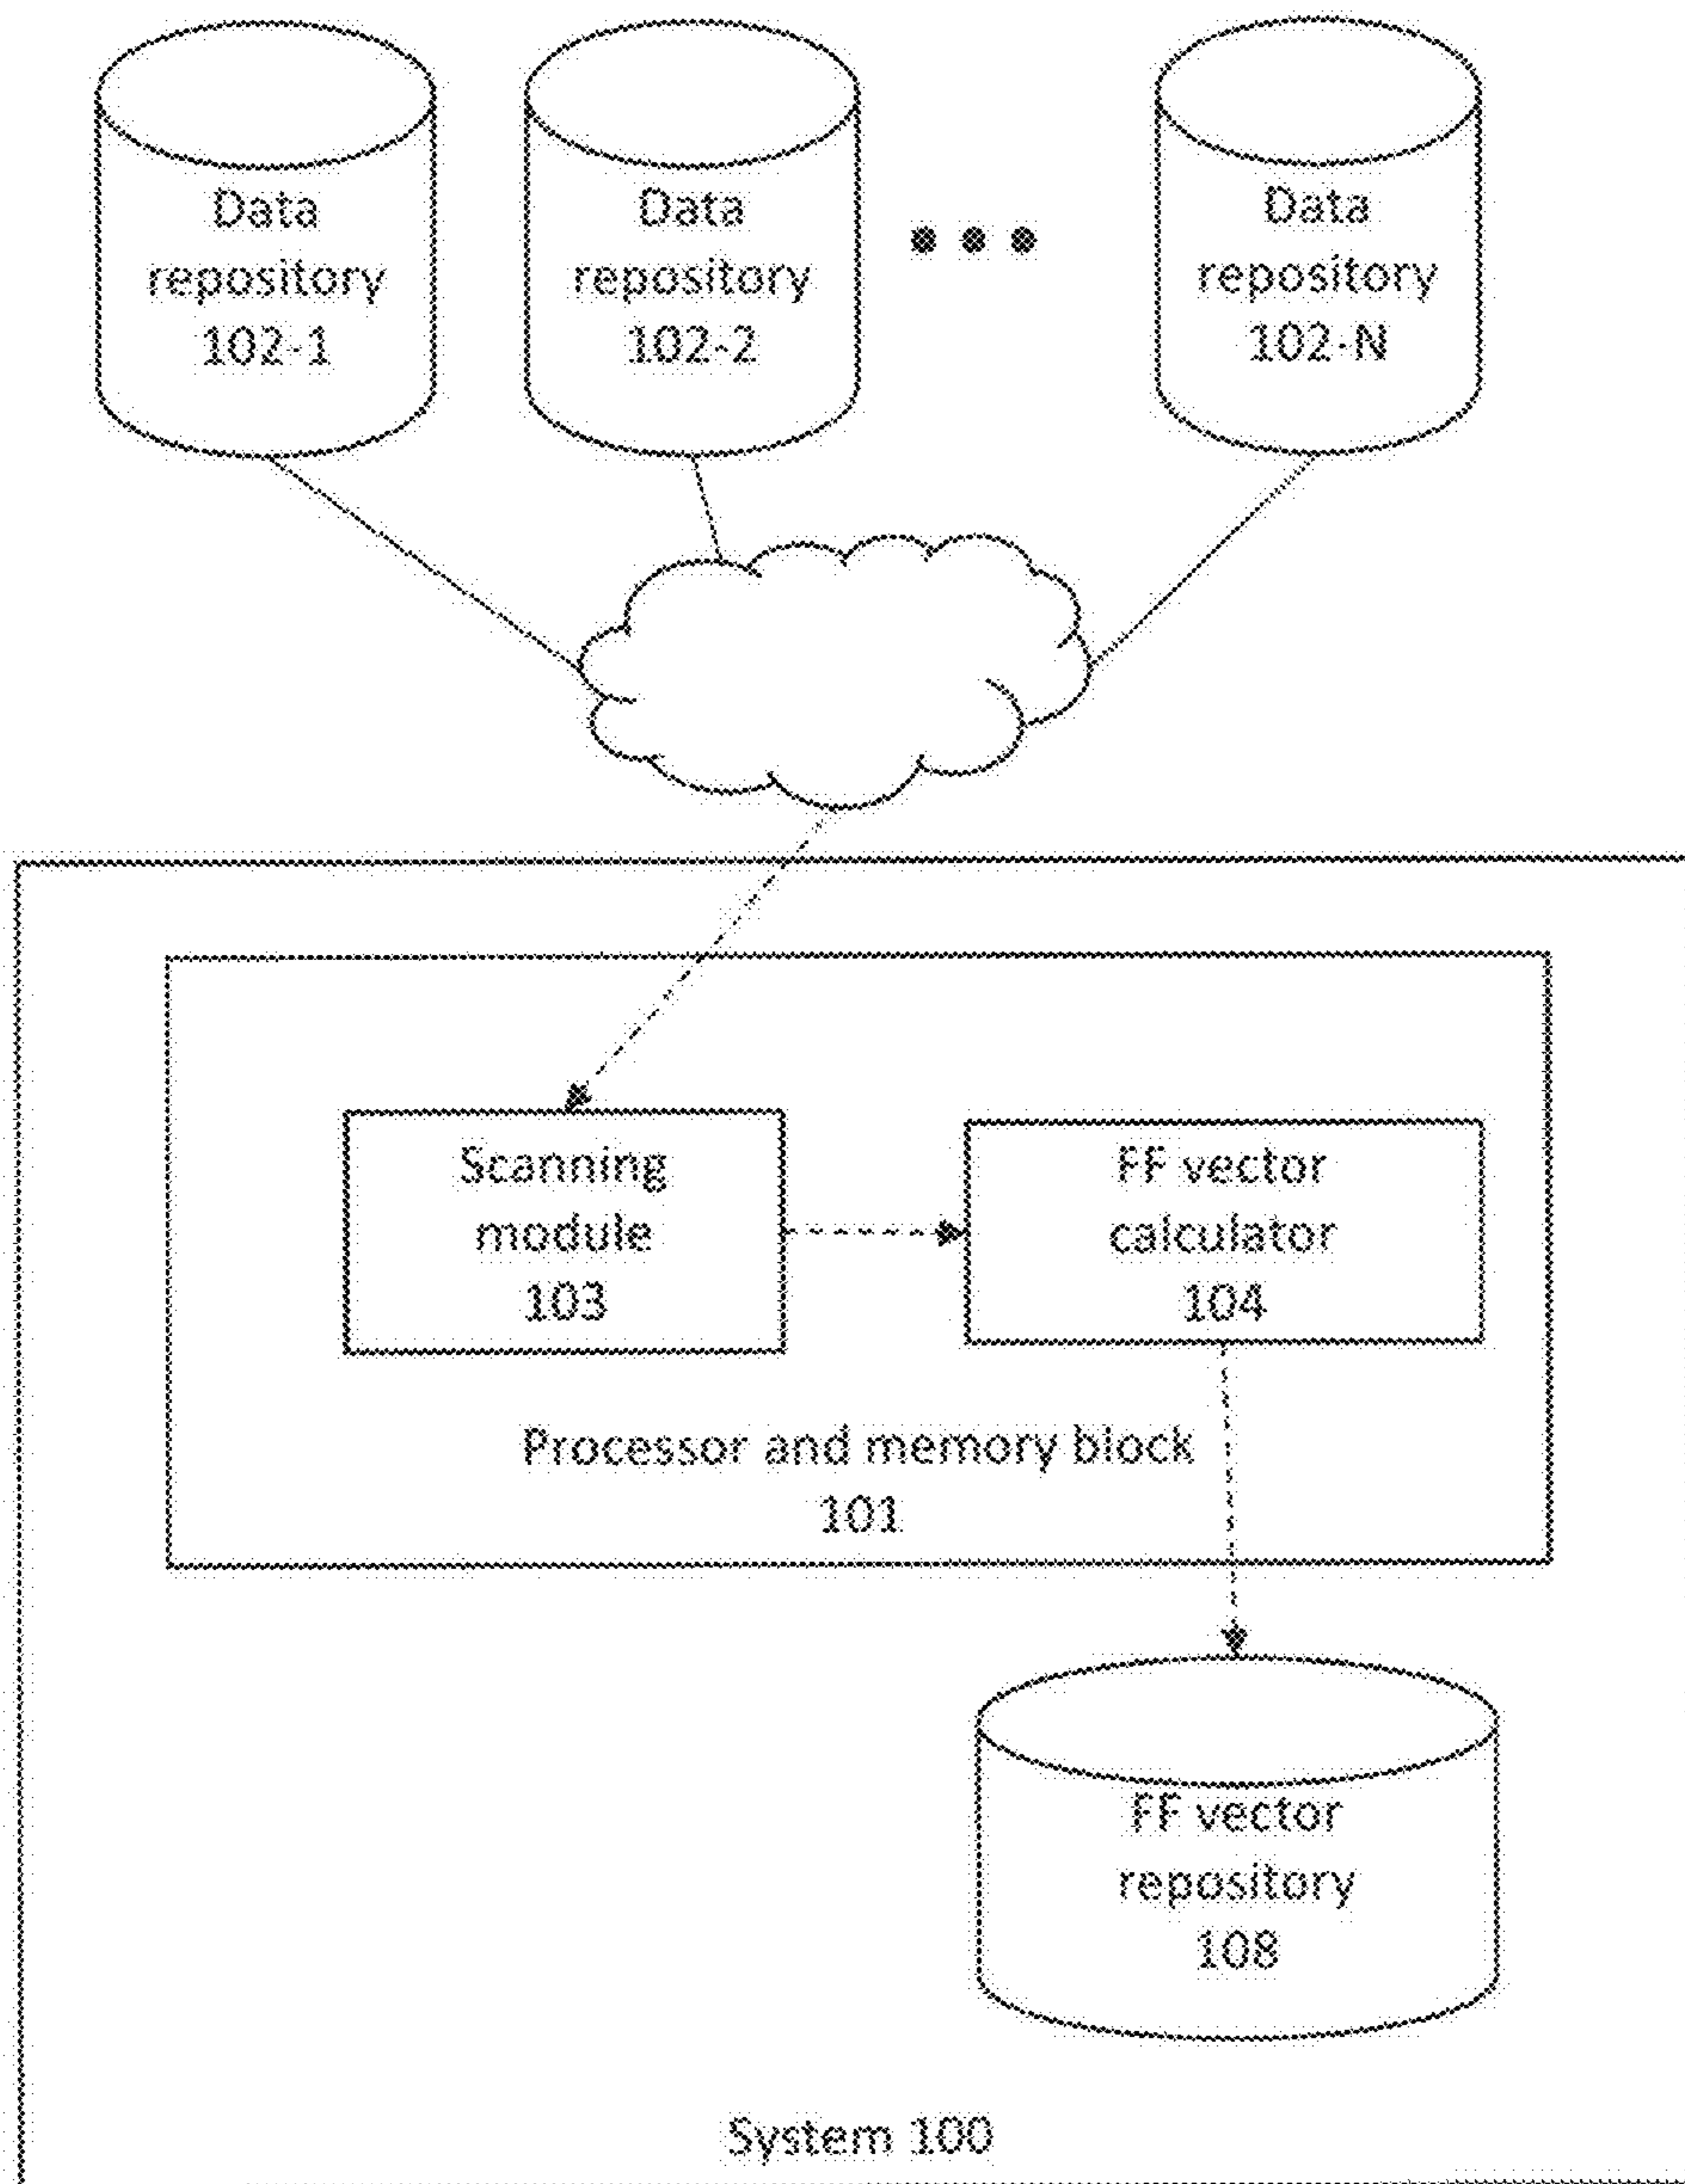 Data
repository
102-1
Data
repository
102-2
Data
repository
102-N
Scanning
module
103
FF vector
calculator
104
Processor and memory block
101
FF vector
repository
108
System 100